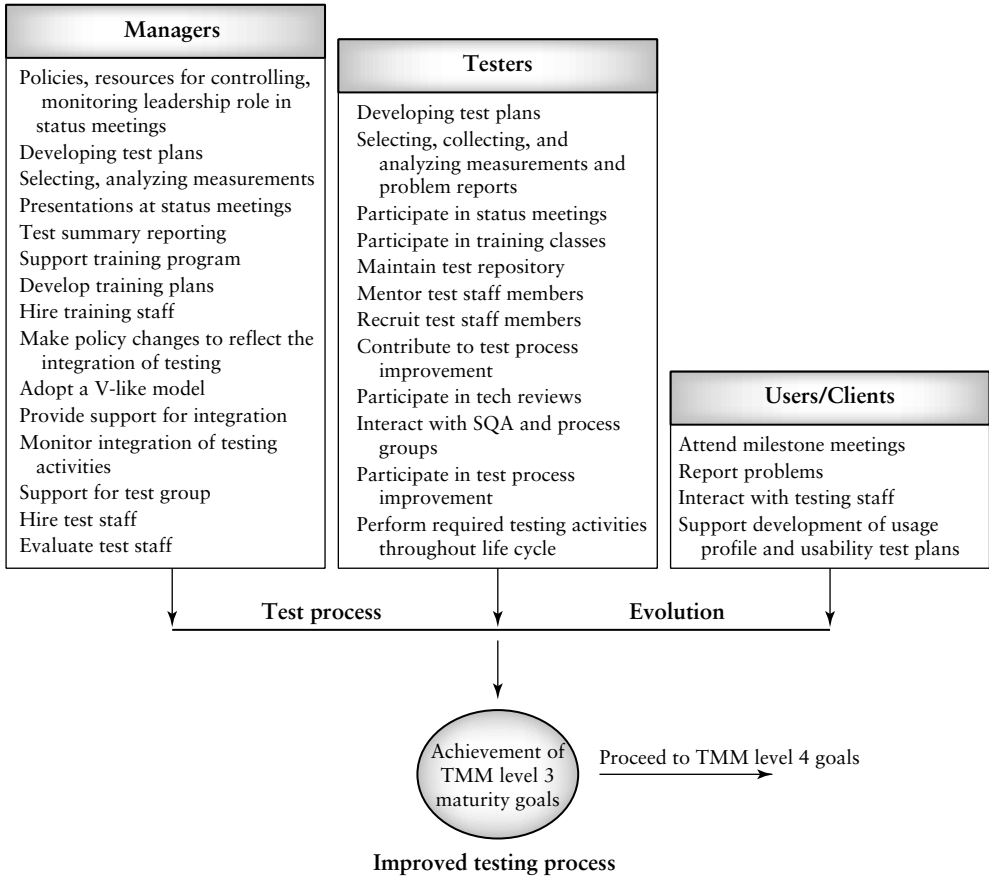 Managers
Policies, resources for controlling,
monitoring leadership role in
status meetings
Developing test plans
Selecting, analyzing measurements
Presentations at status meetings
Test summary reporting
Support training program
Develop training plans
Hire training staff
Make policy changes to reflect the
integration of testing
Adopt a V-like model
Provide support for integration
Monitor integration of testing
activities
Support for test group
Hire test staff
Evaluate test staff
Testers
Developing test plans
Selecting, collecting, and
analyzing measurements and
problem reports
Participate in status meetings
Participate in training classes
Maintain test repository
Mentor test staff members
Recruit test staff members
Contribute to test process
improvement
Participate in tech reviews
Interact with SQA and process
groups
Participate in test process
improvement
Perform required testing activities
throughout life cycle
Users/Clients
Attend milestone meetings
Report problems
Interact with testing staff
Support development of usage
profile and usability test plans
Test process
Evolution
Achievement of
TMM level 3
maturity goals
Proceed to TMM level 4 goals
Improved testing process